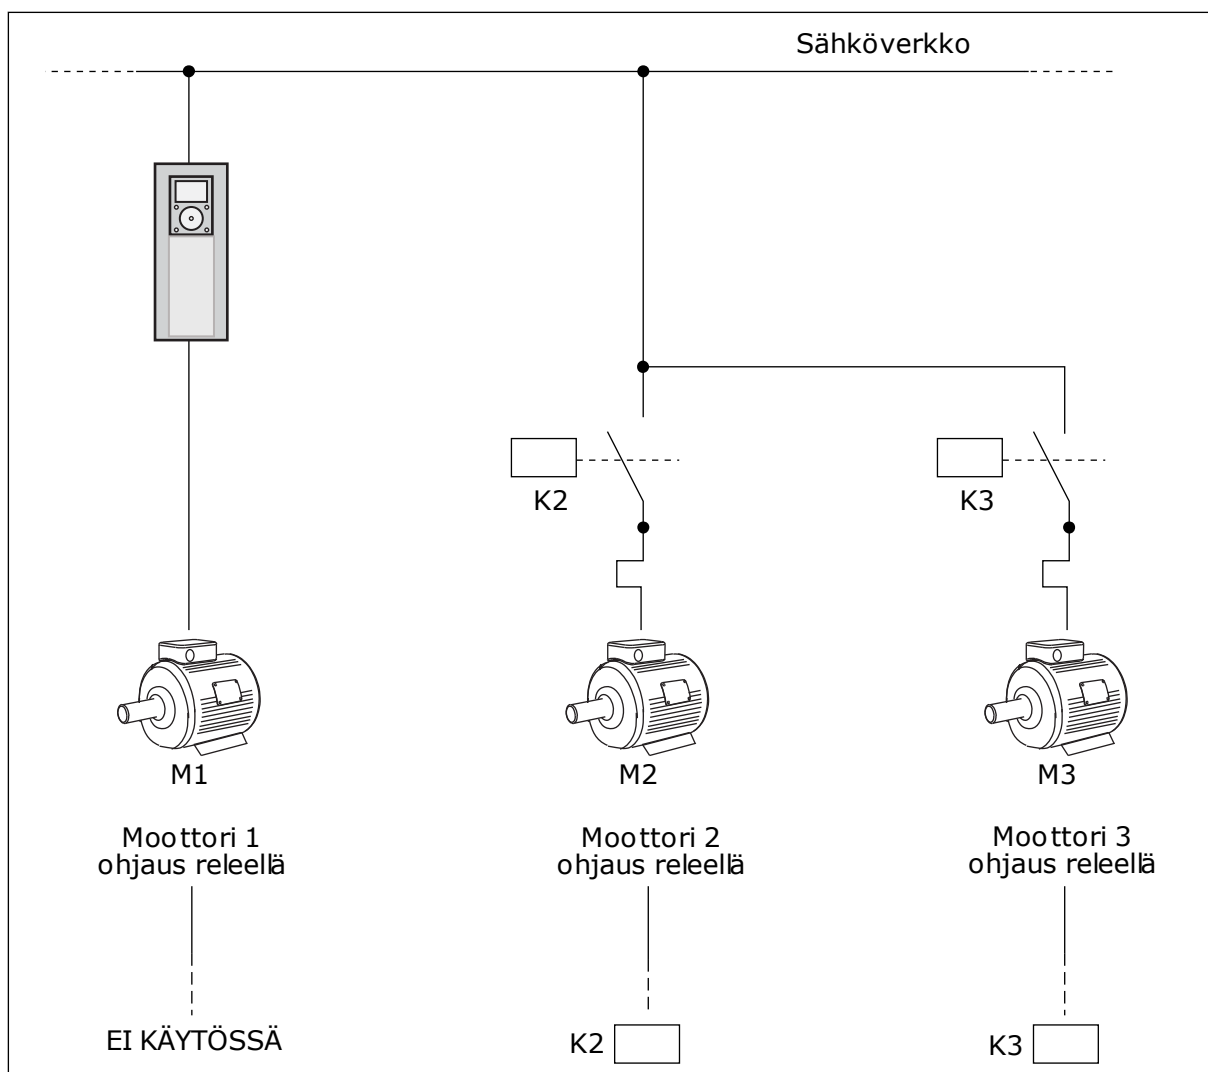 Sähköverkko
K2
K3
M1
M2
M3
Moottori 1
ohjaus releellä
Moottori 2
ohjaus releellä
Moottori 3
ohjaus releellä
EI KÄYTÖSSÄ
K2
K3